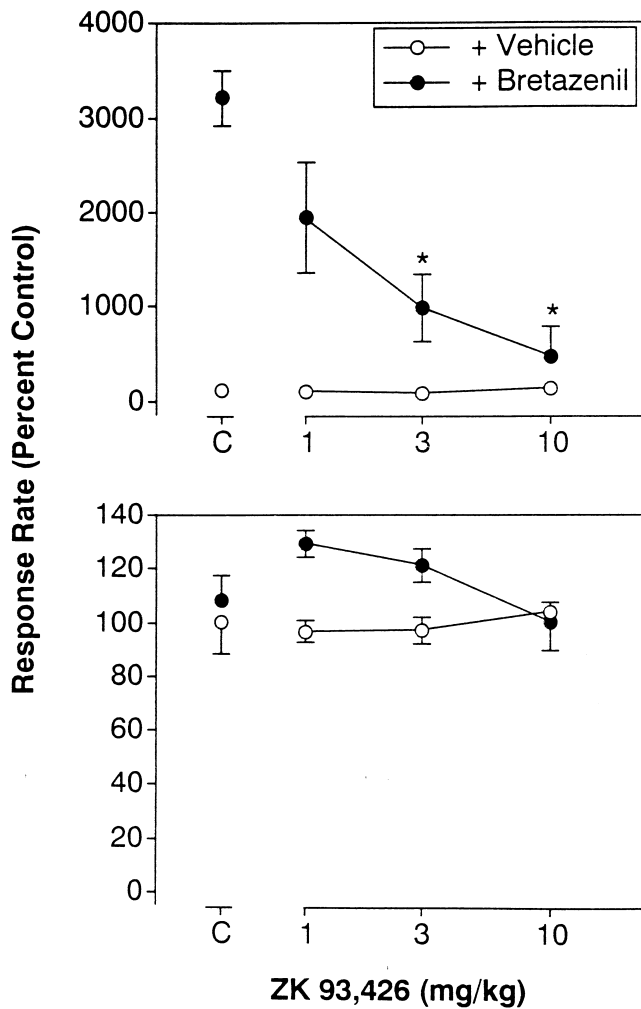 4000
+ Vehicle
+ Bretazenil
3000
2000
*
1000
*
0
C 1 3 10
Response Rate (Percent Control)
140
120
100
80
60
40
20
0
C 1 3 10
ZK 93,426 (mg/kg)